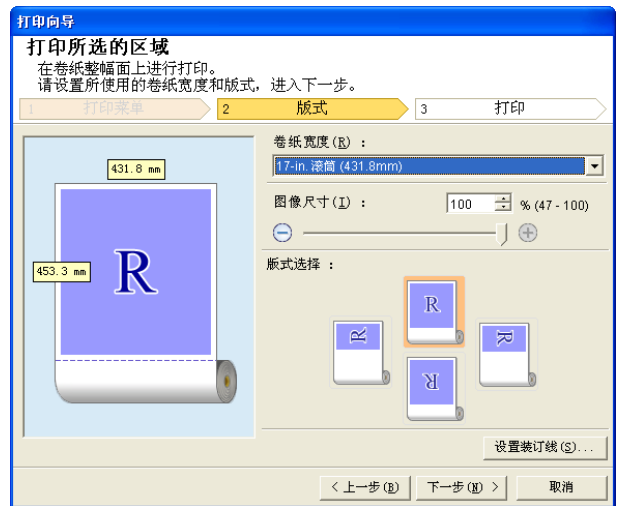 打印向导
打印所选的区域
在卷纸整幅面上进行打印。
请设置所使用的卷纸宽度和版式，进入下一步。
1 打印菜单 2 版式 3 打印
卷纸宽度(R)：
17-in. 滚筒 (431.8mm)
图像尺寸(I)： 100 % (47 - 100)
版式选择：
431.8 mm
453.3 mm
R
R
R
R
R
设置装订线(S)...
< 上一步(B) 下一步(N) > 取消